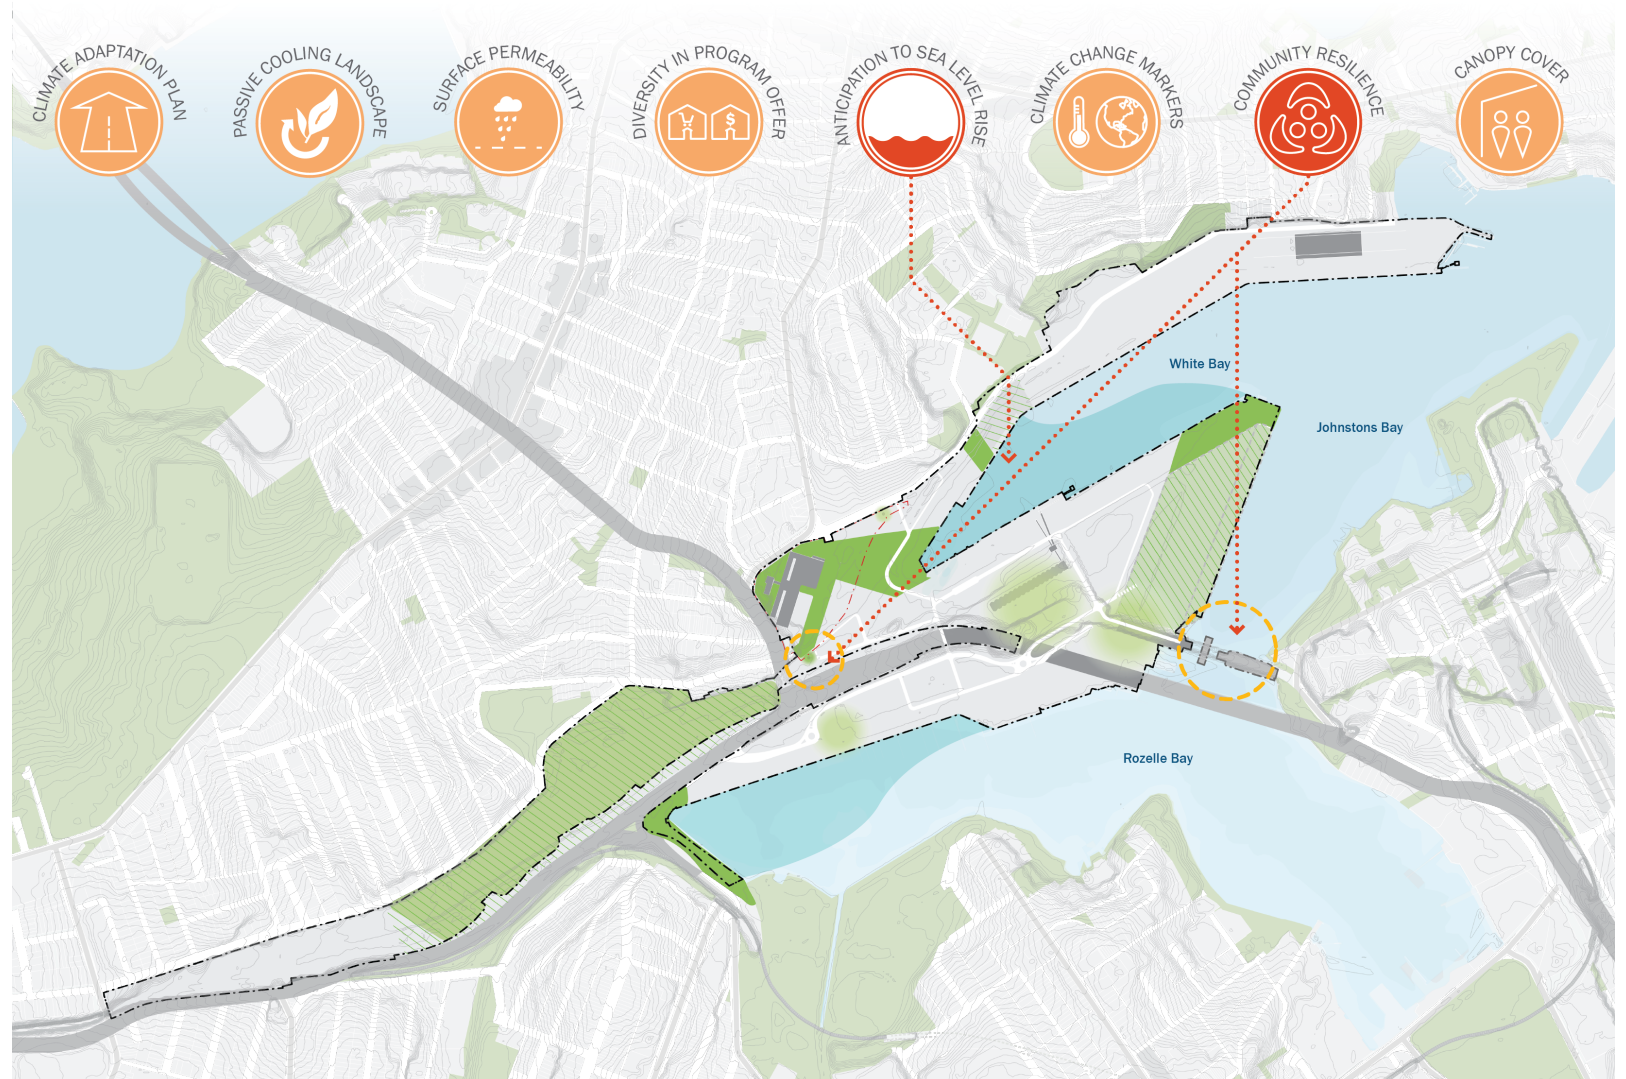 CLIMATE ADAPTATION PLAN
PASSIVE COOLING LANDSCAPE
SURFACE PERMEABILITY
DIVERSITY IN PROGRAM OFFER
ANTICIPATION TO SEA LEVEL RISE
CLIMATE CHANGE MARKERS
COMMUNITY RESILIENCE
CANOPY COVER
$
White Bay
Johnstons Bay
Rozelle Bay